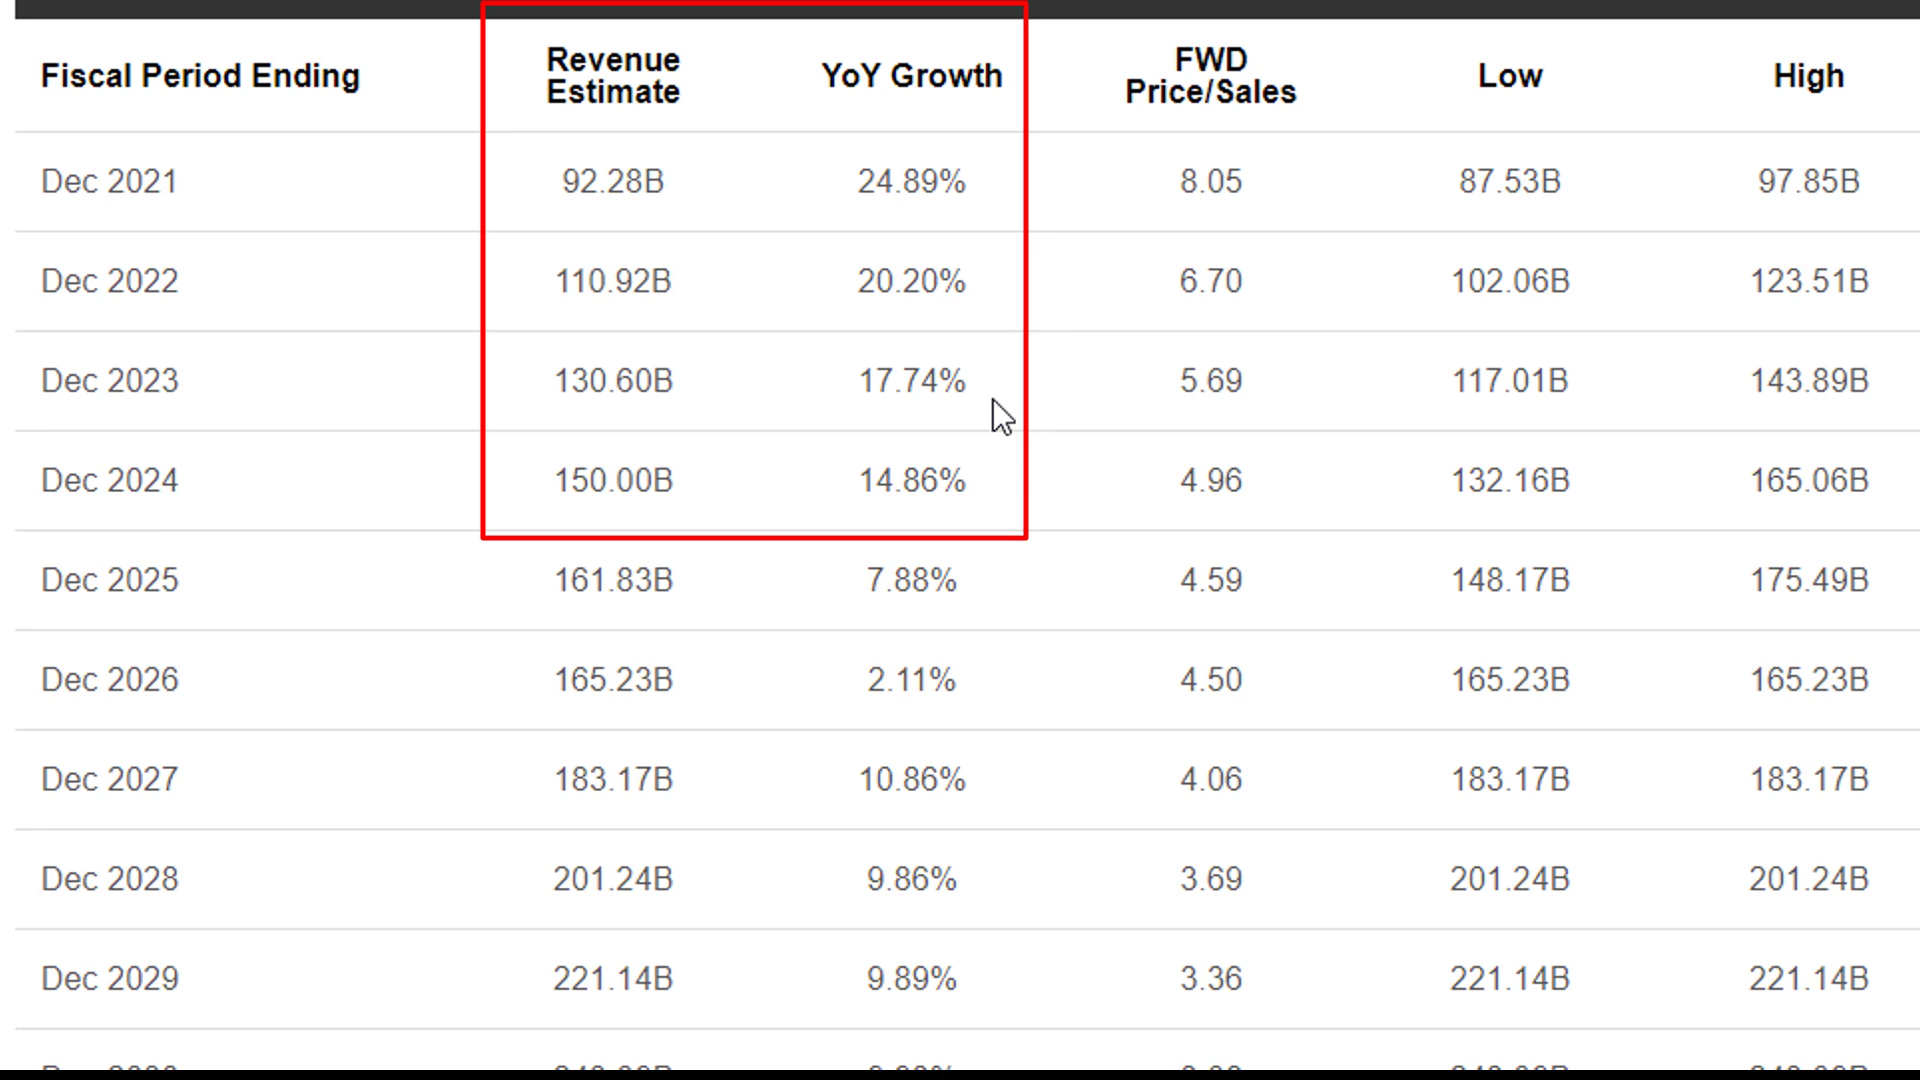 Fiscal Period Ending Revenue Estimate YoY Growth FWD Price/Sales Low High
Dec 2021 92.28B 24.89% 8.05 87.53B 97.85B
Dec 2022 110.92B 20.20% 6.70 102.06B 123.51B
Dec 2023 130.60B 17.74% 5.69 117.01B 143.89B
Dec 2024 150.00B 14.86% 4.96 132.16B 165.06B
Dec 2025 161.83B 7.88% 4.59 148.17B 175.49B
Dec 2026 165.23B 2.11% 4.50 165.23B 165.23B
Dec 2027 183.17B 10.86% 4.06 183.17B 183.17B
Dec 2028 201.24B 9.86% 3.69 201.24B 201.24B
Dec 2029 221.14B 9.89% 3.36 221.14B 221.14B